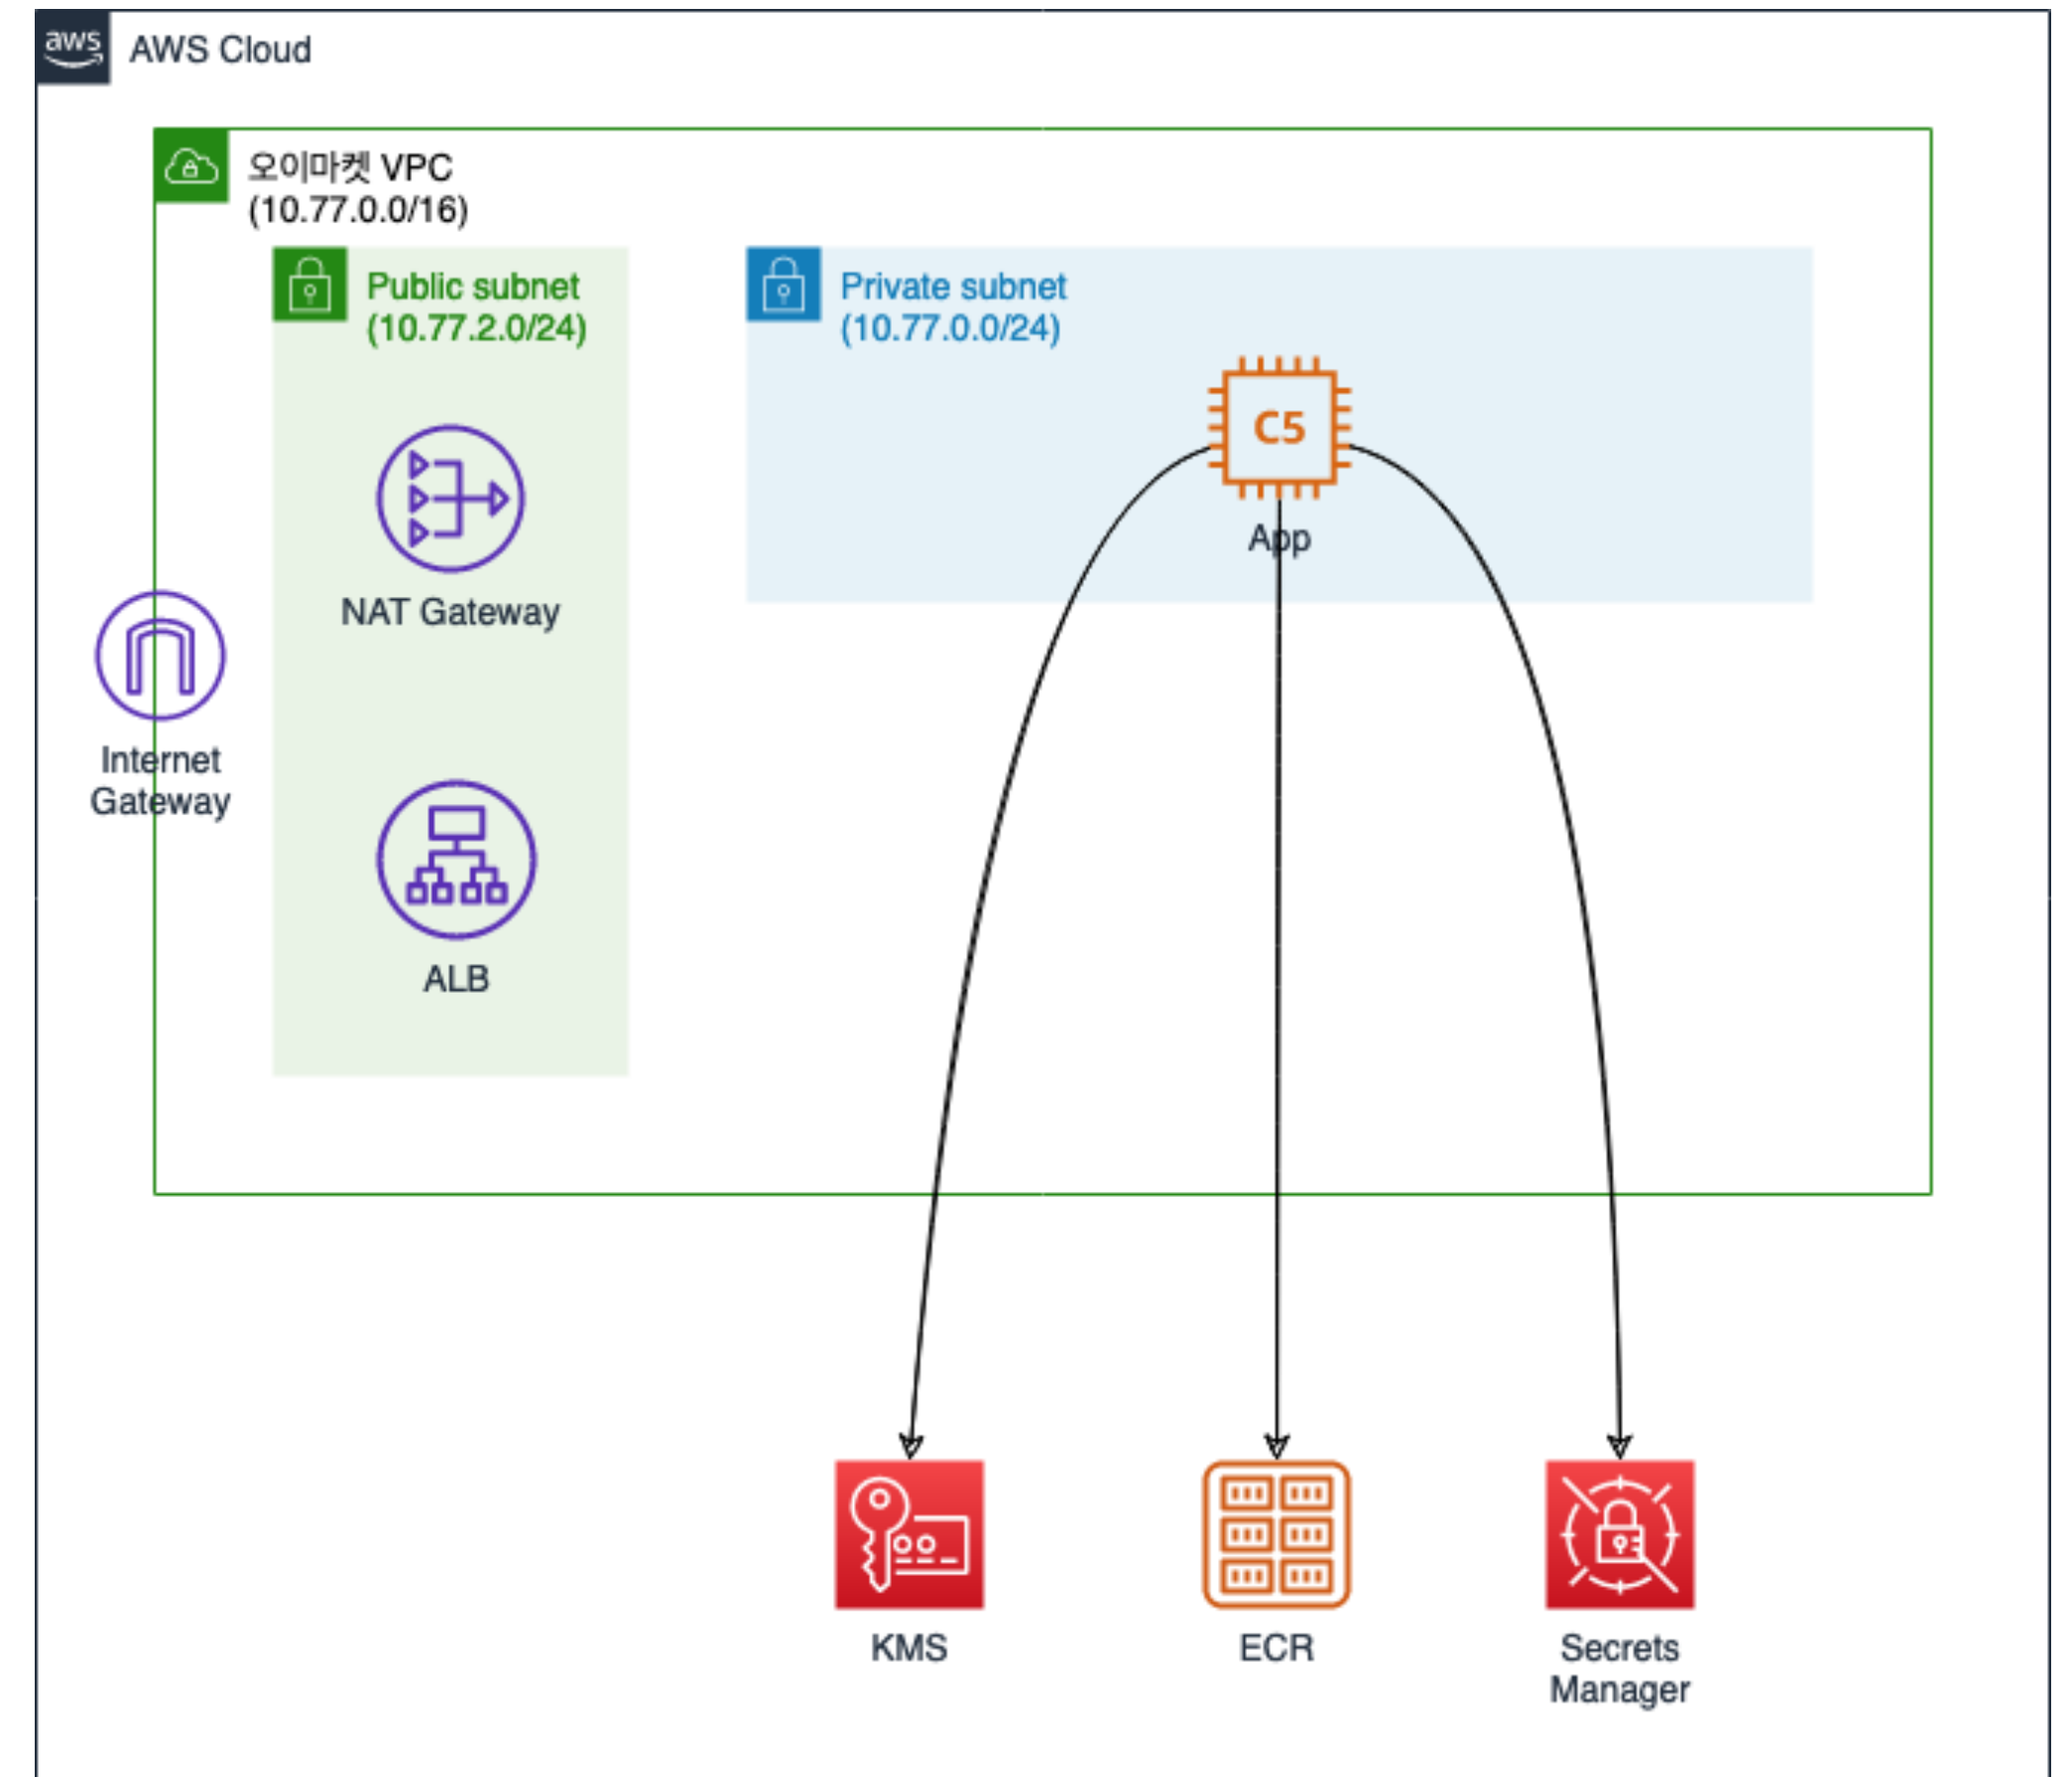 aws
AWS Cloud
오이마켓 VPC
(10.77.0.0/16)
Public subnet
(10.77.2.0/24)
Private subnet
(10.77.0.0/24)
C5
App
NAT Gateway
Internet
Gateway
ALB
KMS
ECR
Secrets
Manager